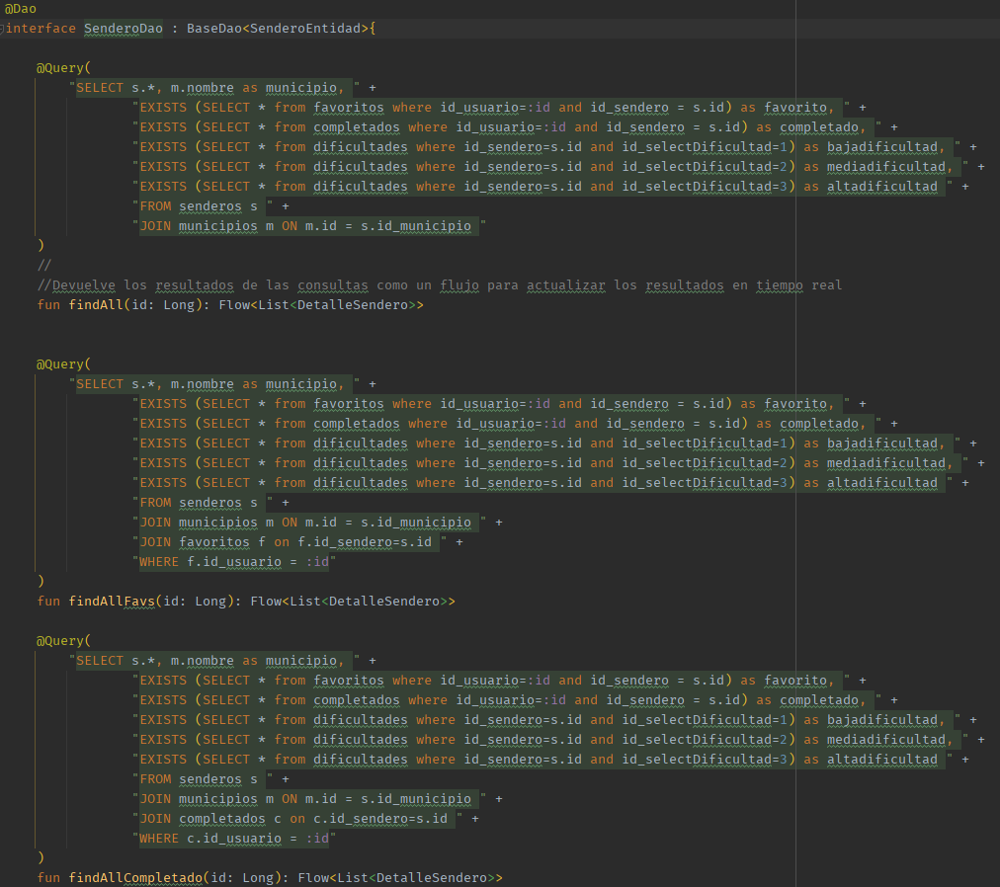 @Dao
interface SenderoDao : BaseDao<SenderoEntidad>{
@Query(
"SELECT s.*, m.nombre as municipio, " +
"EXISTS (SELECT * from favoritos where id_usuario=:id and id_sendero = s.id) as favorito, " +
"EXISTS (SELECT * from completados where id_usuario=:id and id_sendero = s.id) as completado, " +
"EXISTS (SELECT * from dificultades where id_sendero=s.id and id_selectDificultad=1) as bajadificultad, " +
"EXISTS (SELECT * from dificultades where id_sendero=s.id and id_selectDificultad=2) as mediadificultad, " +
"EXISTS (SELECT * from dificultades where id_sendero=s.id and id_selectDificultad=3) as altadificultad " +
"FROM senderos s " +
"JOIN municipios m ON m.id = s.id_municipio "
)
//
//Devuelve los resultados de las consultas como un flujo para actualizar los resultados en tiempo real
fun findAll(id: Long): Flow<List<DetalleSendero>>
@Query(
"SELECT s.*, m.nombre as municipio, " +
"EXISTS (SELECT * from favoritos where id_usuario=:id and id_sendero = s.id) as favorito, " +
"EXISTS (SELECT * from completados where id_usuario=:id and id_sendero = s.id) as completado, " +
"EXISTS (SELECT * from dificultades where id_sendero=s.id and id_selectDificultad=1) as bajadificultad, " +
"EXISTS (SELECT * from dificultades where id_sendero=s.id and id_selectDificultad=2) as mediadificultad, " +
"EXISTS (SELECT * from dificultades where id_sendero=s.id and id_selectDificultad=3) as altadificultad " +
"FROM senderos s " +
"JOIN municipios m ON m.id = s.id_municipio " +
"JOIN favoritos f on f.id_sendero=s.id " +
"WHERE f.id_usuario = :id"
)
fun findAllFavs(id: Long): Flow<List<DetalleSendero>>
@Query(
"SELECT s.*, m.nombre as municipio, " +
"EXISTS (SELECT * from favoritos where id_usuario=:id and id_sendero = s.id) as favorito, " +
"EXISTS (SELECT * from completados where id_usuario=:id and id_sendero = s.id) as completado, " +
"EXISTS (SELECT * from dificultades where id_sendero=s.id and id_selectDificultad=1) as bajadificultad, " +
"EXISTS (SELECT * from dificultades where id_sendero=s.id and id_selectDificultad=2) as mediadificultad, " +
"EXISTS (SELECT * from dificultades where id_sendero=s.id and id_selectDificultad=3) as altadificultad " +
"FROM senderos s " +
"JOIN municipios m ON m.id = s.id_municipio " +
"JOIN completados c on c.id_sendero=s.id " +
"WHERE c.id_usuario = :id"
)
fun findAllCompletado(id: Long): Flow<List<DetalleSendero>>